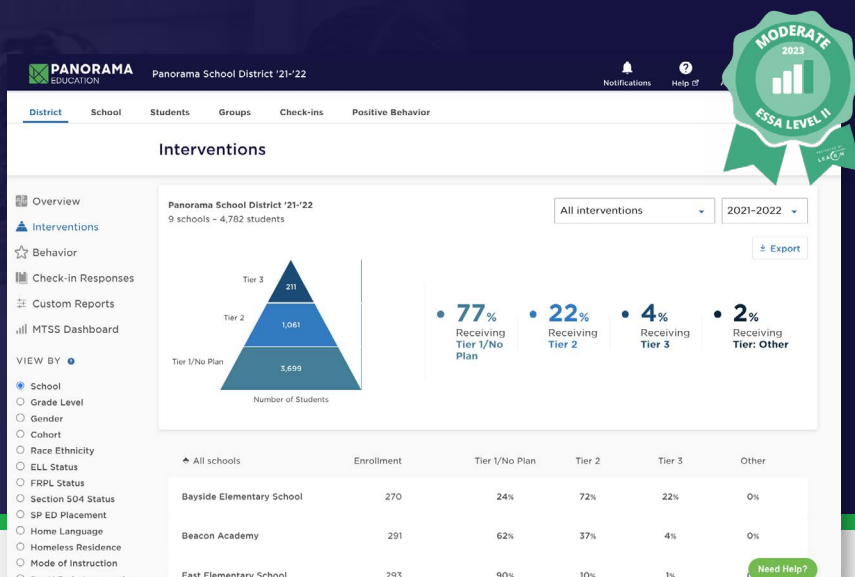 MODERATE
2023
ESSA LEVEL II
PANORAMA
EDUCATION
Panorama School District '21-'22
Notifications
Help
District
School
Students
Groups
Check-ins
Positive Behavior
Interventions
Overview
Interventions
Behavior
Check-in Responses
Custom Reports
MTSS Dashboard
VIEW BY
School
Grade Level
Gender
Cohort
Race Ethnicity
ELL Status
FRPL Status
Section 504 Status
SP ED Placement
Home Language
Homeless Residence
Mode of Instruction
Panorama School District '21-'22
9 schools – 4,782 students
All interventions
2021–2022
Export
Tier 3
211
Tier 2
1,061
Tier 1/No Plan
3,699
Number of Students
77%
Receiving
Tier 1/No
Plan
22%
Receiving
Tier 2
4%
Receiving
Tier 3
2%
Receiving
Tier: Other
All schools Enrollment Tier 1/No Plan Tier 2 Tier 3 Other
Bayside Elementary School 270 24% 72% 22% 0%
Beacon Academy 291 62% 37% 4% 0%
East Elementary School 293 90% 10% 1%
Need Help?